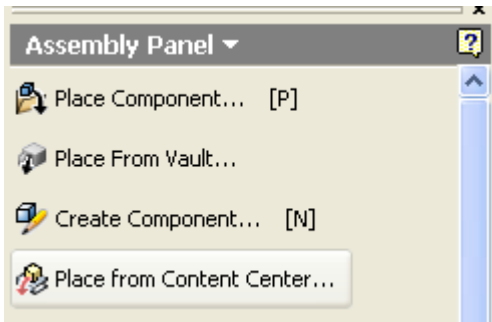 Assembly Panel
Place Component... [P]
Place From Vault...
Create Component... [N]
Place from Content Center...